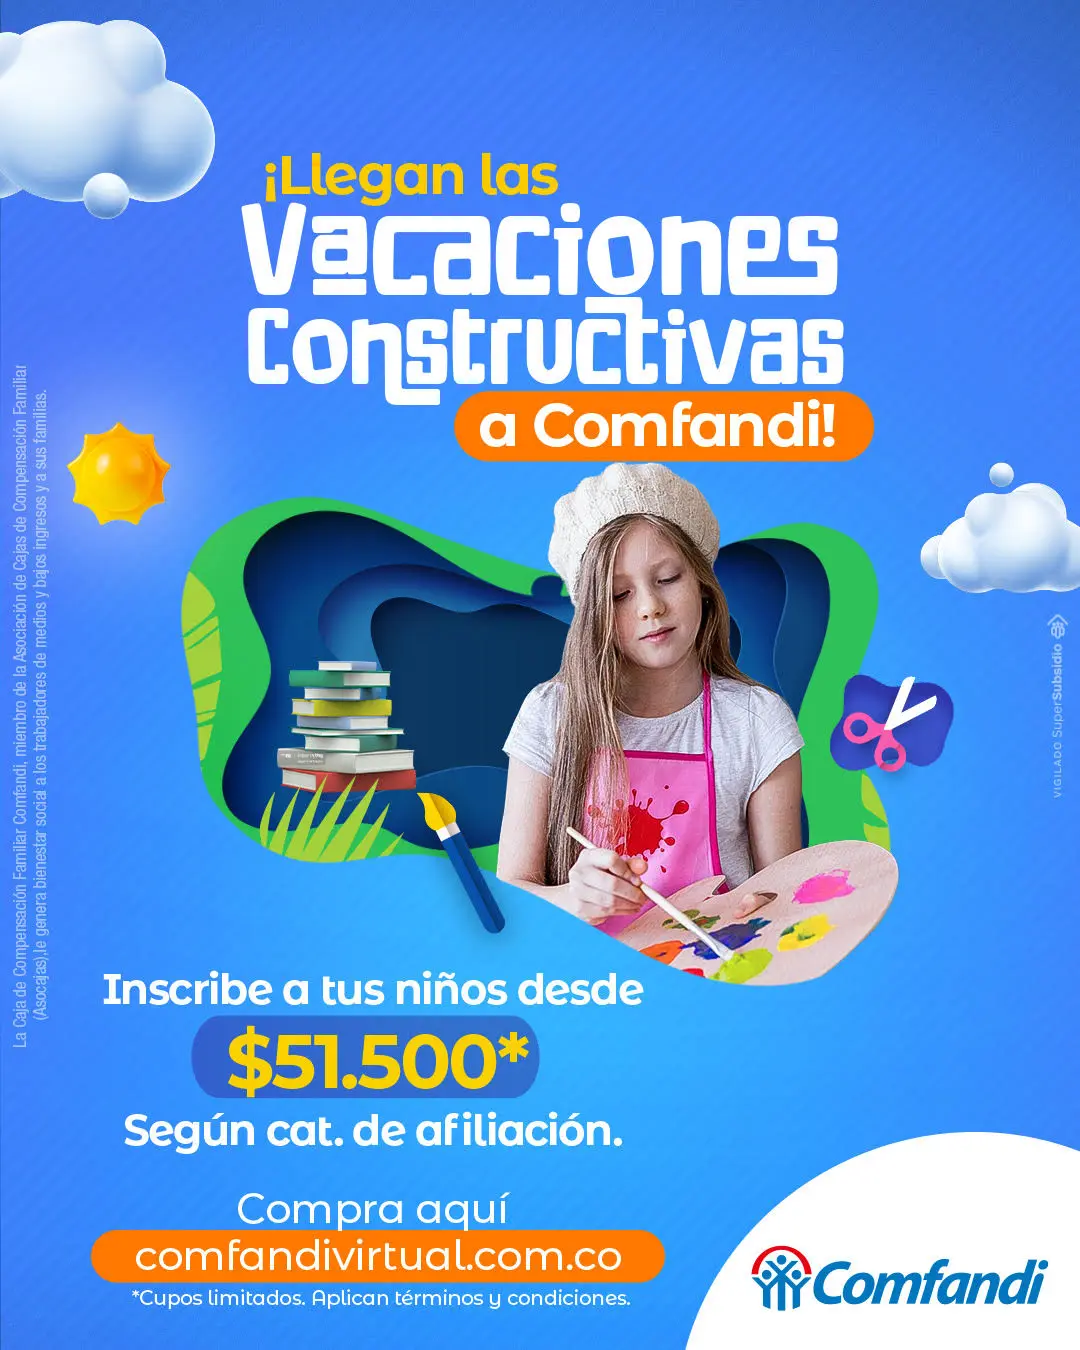 ¡Llegan las
Vacaciones
Constructivas
a Comfandi!
La Caja de Compensación Familiar Comfandi, miembro de la Asociación de Cajas de Compensación Familiar
(Asocajas),le genera bienestar social a los trabajadores de medios y bajos ingresos y a sus familias.
VIGILADO SuperSubsidio
Inscribe a tus niños desde
$51.500*
Según cat. de afiliación.
Compra aquí
comfandivirtual.com.co
*Cupos limitados. Aplican términos y condiciones.
Comfandi